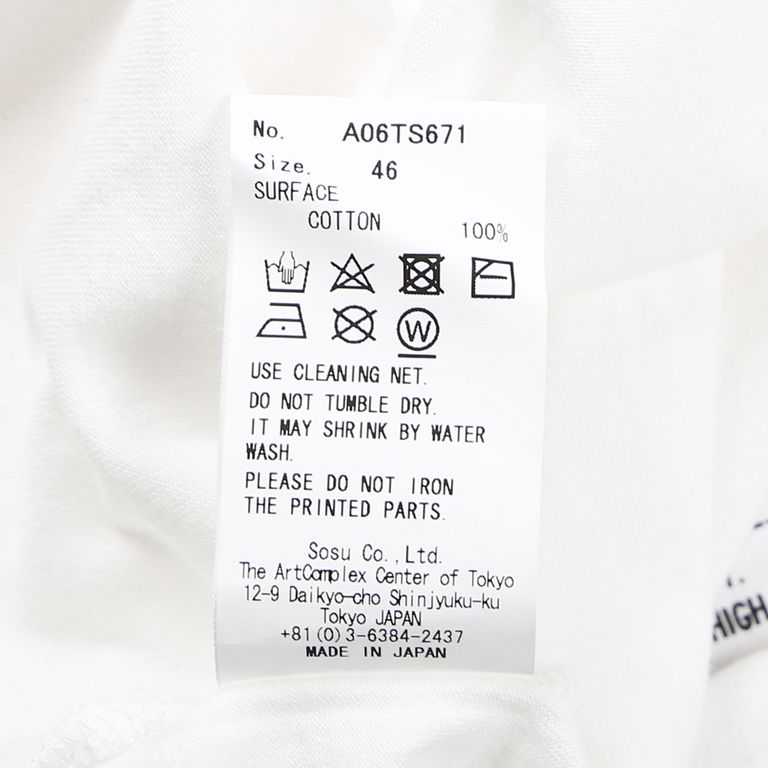 No. A06TS671
Size. 46
SURFACE
COTTON 100%
W
USE CLEANING NET.
DO NOT TUMBLE DRY.
IT MAY SHRINK BY WATER
WASH.
PLEASE DO NOT IRON
THE PRINTED PARTS.
Sosu Co.,Ltd.
The ArtComplex Center of Tokyo
12-9 Daikyo-cho Shinjyuku-ku
Tokyo JAPAN
+81(0)3-6384-2437
MADE IN JAPAN
HIGH